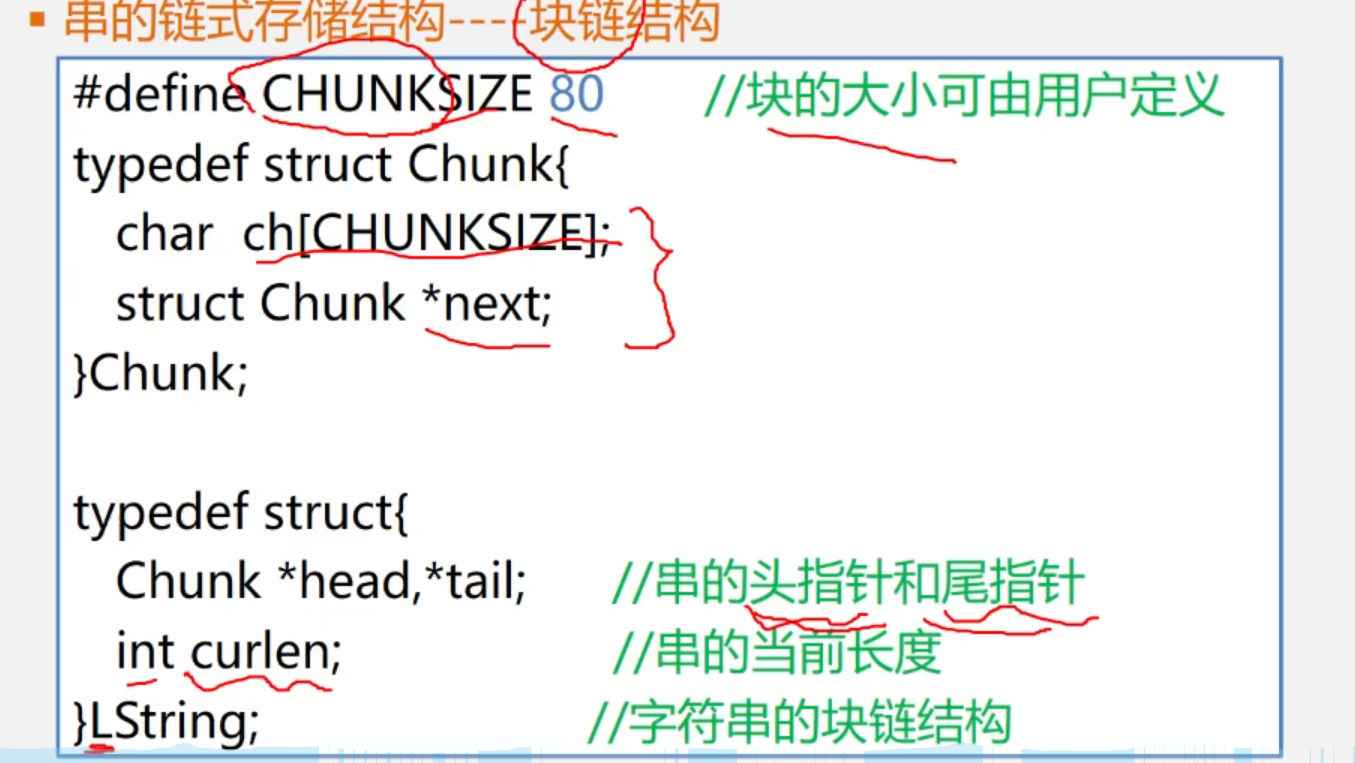 ▪ 串的链式存储结构----块链结构
#define CHUNKSIZE 80 //块的大小可由用户定义
typedef struct Chunk{
char ch[CHUNKSIZE];
struct Chunk *next;
}Chunk;
typedef struct{
Chunk *head,*tail; //串的头指针和尾指针
int curlen; //串的当前长度
}LString; //字符串的块链结构